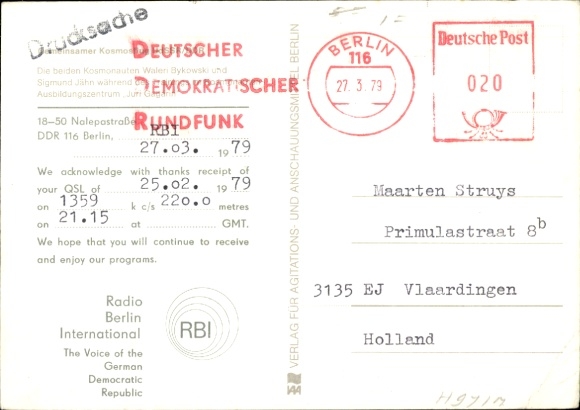 Drucksache
Gemeinsamer Kosmos
Die beiden Kosmonauten Waleri Bykowski und
Sigmund Jähn während
Ausbildungszentrum „Juri Gagarin“
DEUTSCHER
DEMOKRATISCHER
RUNDFUNK
BERLIN
116
27.3.79
Deutsche Post
020
18—50 Nalepastraße
DDR 116 Berlin, RBI
27.03. 1979
We acknowledge with thanks receipt of
your QSL of 25.02. 1979
on 1359 k c/s 220.0 metres
on 21.15 at GMT.
We hope that you will continue to receive
and enjoy our programs.
Radio
Berlin
International
RBI
The Voice of the
German
Democratic
Republic
VERLAG FÜR AGITATIONS- UND ANSCHAUUNGSMITTEL BERLIN
Maarten Struys
Primulastraat 8b
3135 EJ Vlaardingen
Holland